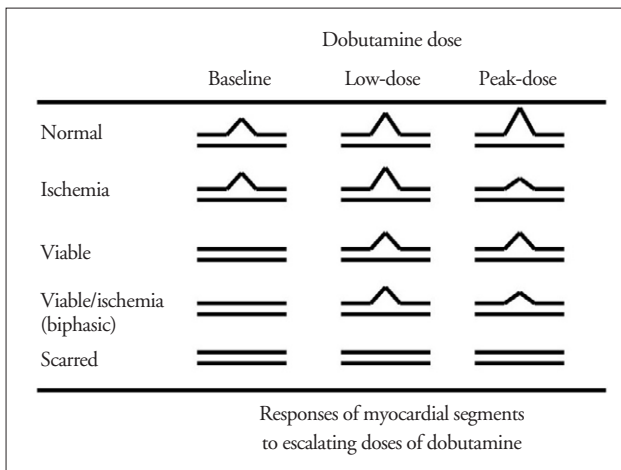 Dobutamine dose
Baseline Low-dose Peak-dose
Normal
Ischemia
Viable
Viable/ischemia
(biphasic)
Scarred
Responses of myocardial segments
to escalating doses of dobutamine